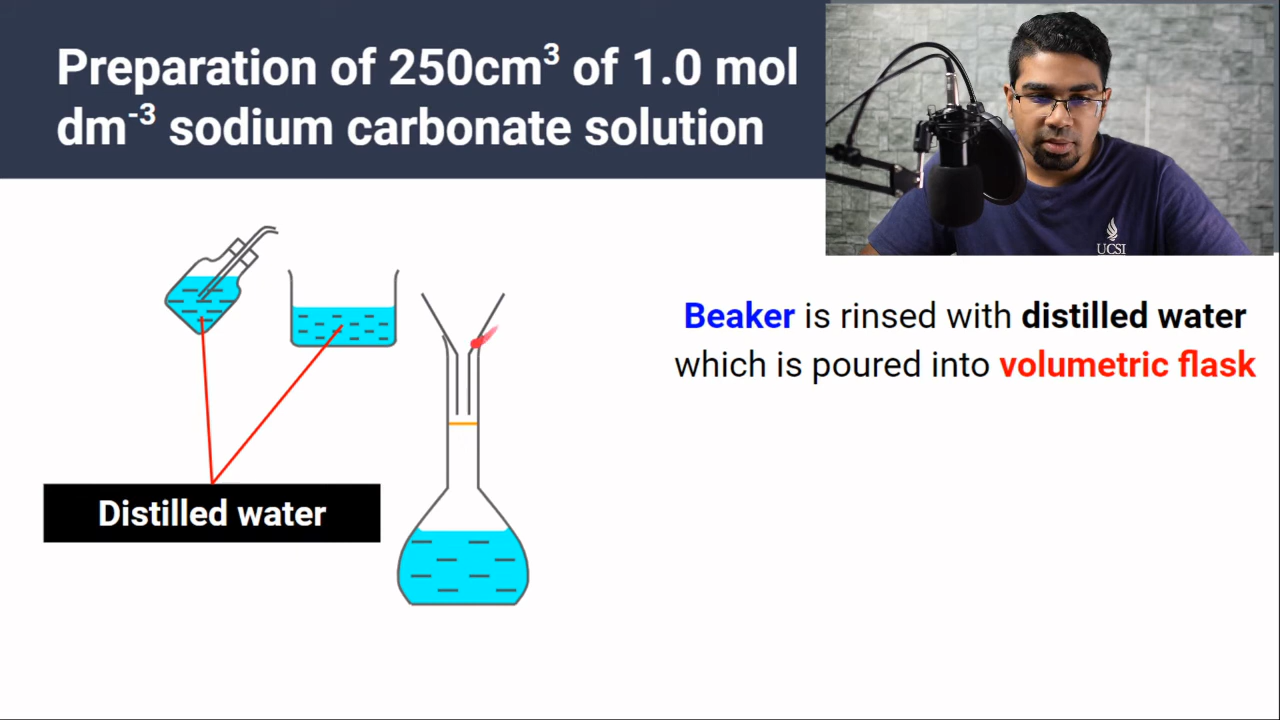 Preparation of 250cm³ of 1.0 mol
dm⁻³ sodium carbonate solution
UCSI
Beaker is rinsed with distilled water
which is poured into volumetric flask
Distilled water